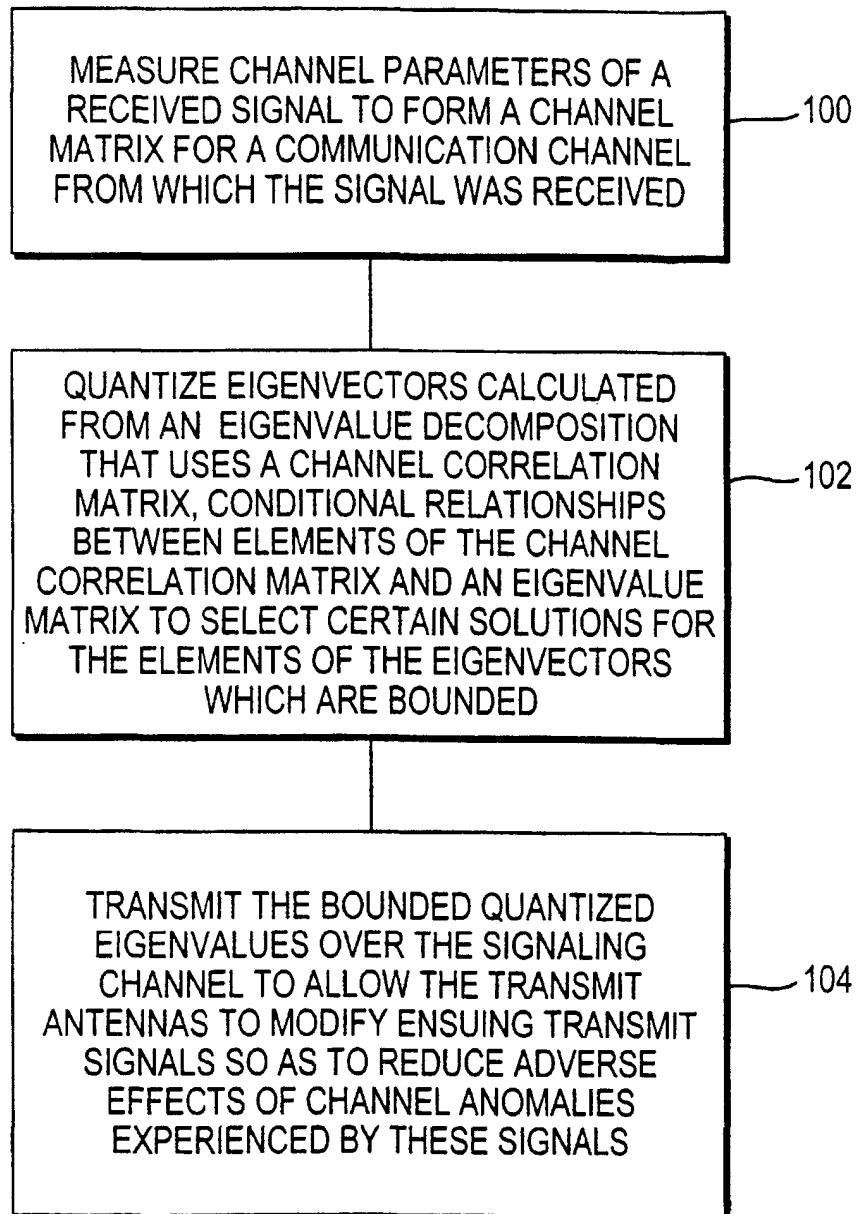 MEASURE CHANNEL PARAMETERS OF A
RECEIVED SIGNAL TO FORM A CHANNEL
MATRIX FOR A COMMUNICATION CHANNEL
FROM WHICH THE SIGNAL WAS RECEIVED
100
QUANTIZE EIGENVECTORS CALCULATED
FROM AN EIGENVALUE DECOMPOSITION
THAT USES A CHANNEL CORRELATION
MATRIX, CONDITIONAL RELATIONSHIPS
BETWEEN ELEMENTS OF THE CHANNEL
CORRELATION MATRIX AND AN EIGENVALUE
MATRIX TO SELECT CERTAIN SOLUTIONS FOR
THE ELEMENTS OF THE EIGENVECTORS
WHICH ARE BOUNDED
102
TRANSMIT THE BOUNDED QUANTIZED
EIGENVALUES OVER THE SIGNALING
CHANNEL TO ALLOW THE TRANSMIT
ANTENNAS TO MODIFY ENSUING TRANSMIT
SIGNALS SO AS TO REDUCE ADVERSE
EFFECTS OF CHANNEL ANOMALIES
EXPERIENCED BY THESE SIGNALS
104